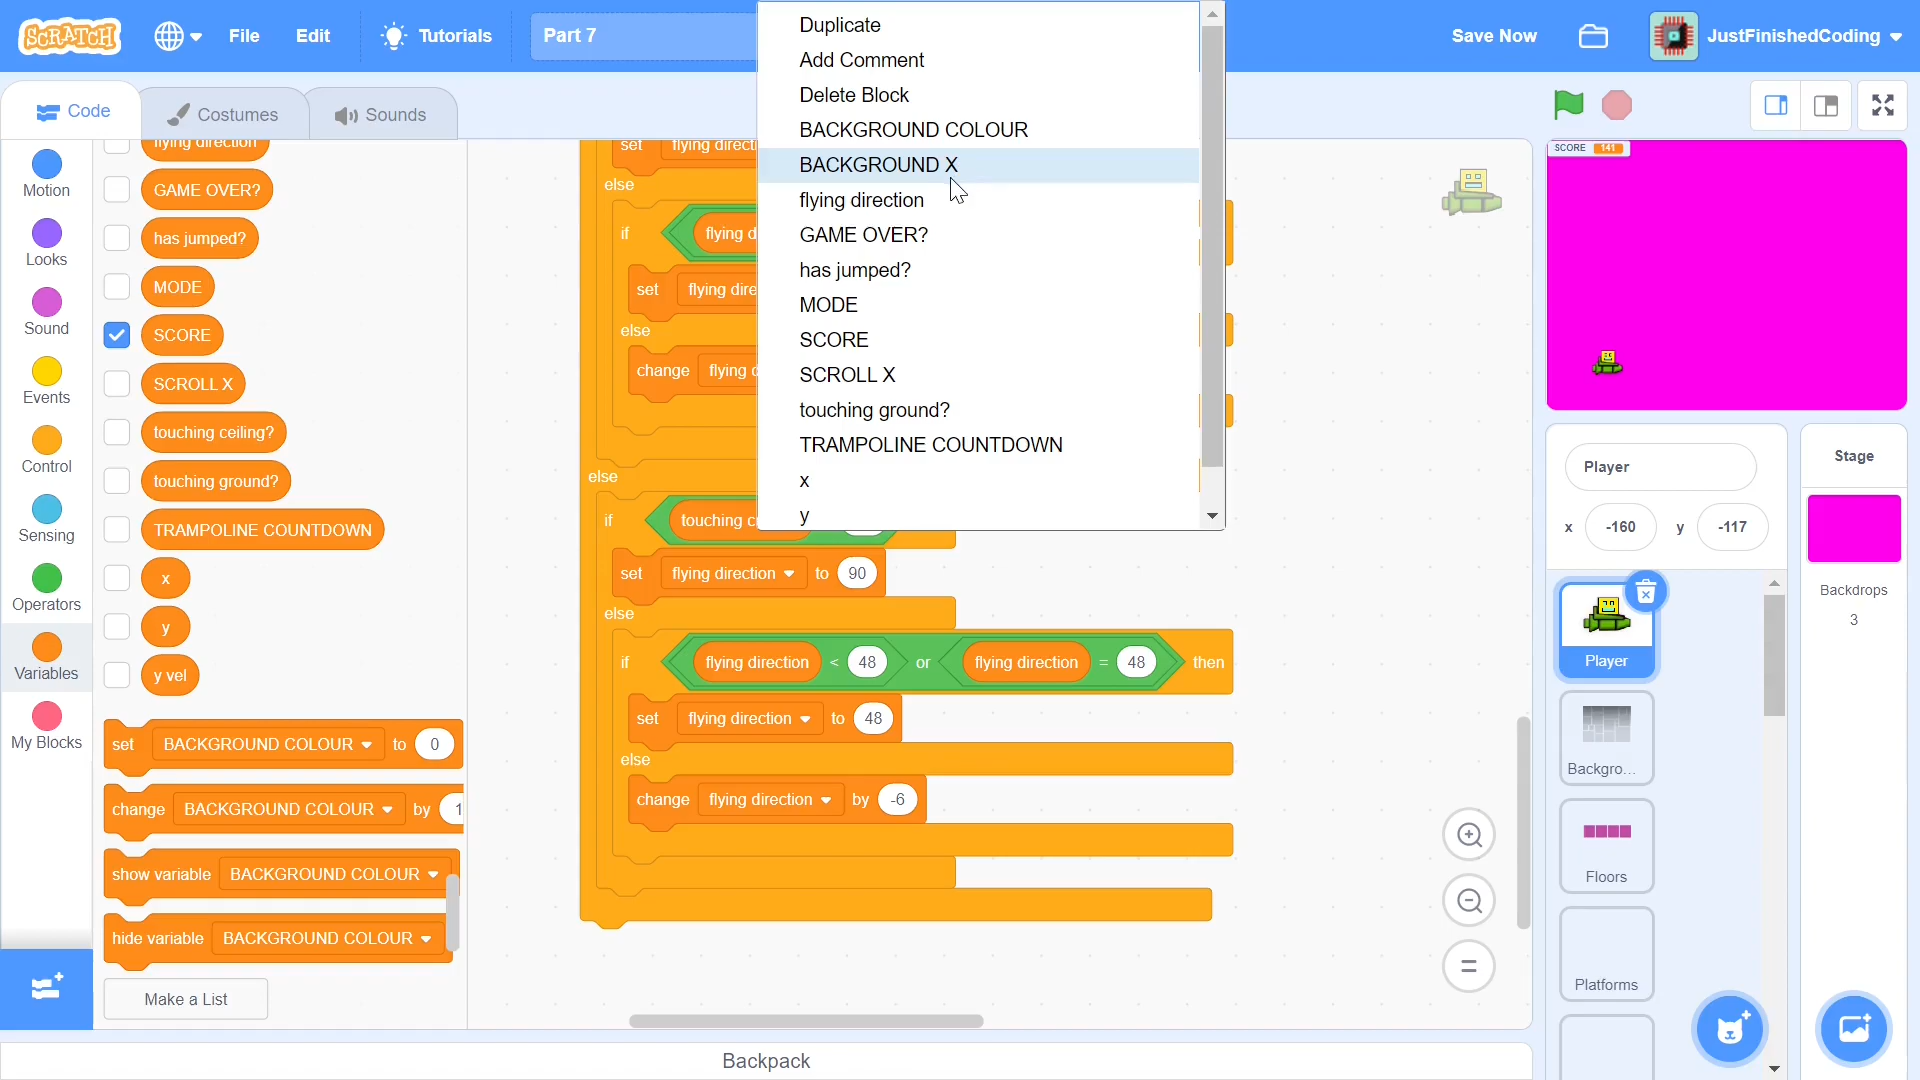 SCRATCH
File
Edit
Tutorials
Part 7
Save Now
JustFinishedCoding
Code
Costumes
Sounds
Duplicate
Add Comment
Delete Block
BACKGROUND COLOUR
BACKGROUND X
flying direction
GAME OVER?
has jumped?
MODE
SCORE
SCROLL X
touching ground?
TRAMPOLINE COUNTDOWN
x
y
Motion
Looks
Sound
Events
Control
Sensing
Operators
Variables
My Blocks
flying direction
GAME OVER?
has jumped?
MODE
SCORE
SCROLL X
touching ceiling?
touching ground?
TRAMPOLINE COUNTDOWN
x
y
y vel
set BACKGROUND COLOUR to 0
change BACKGROUND COLOUR by 1
show variable BACKGROUND COLOUR
hide variable BACKGROUND COLOUR
Make a List
set flying direct
else
if flying d
set flying dire
else
change flying d
else
if touching c
set flying direction to 90
else
if flying direction < 48 or flying direction = 48 then
set flying direction to 48
else
change flying direction by -6
Backpack
SCORE 141
Player
x -160 y -117
Player
Backgro...
Floors
Platforms
Stage
Backdrops
3